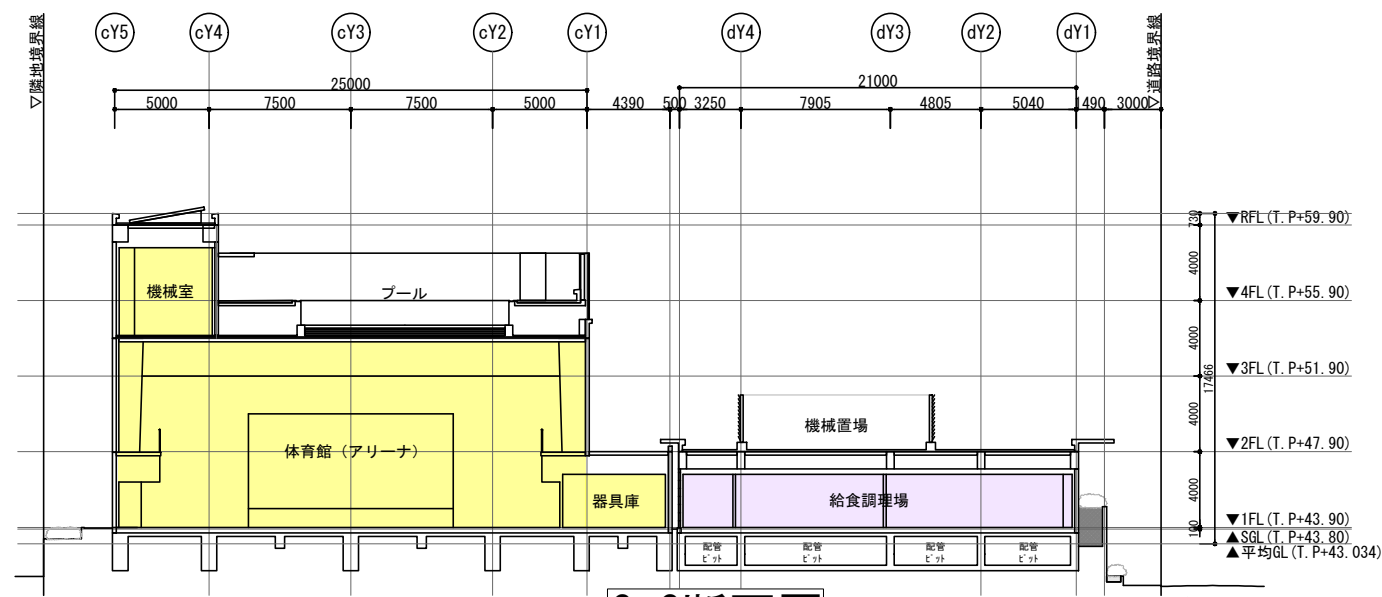 ▽隣地境界線
cY5 cY4 cY3 cY2 cY1 dY4 dY3 dY2 dY1
▽道路境界線
25000 21000
5000 7500 7500 5000 4390 500 3250 7905 4805 5040 1490 3000
730
▼RFL(T.P+59.90)
4000
機械室
プール
▼4FL(T.P+55.90)
4000
▼3FL(T.P+51.90)
17466
4000
機械置場
体育館（アリーナ）
▼2FL(T.P+47.90)
4000
器具庫
給食調理場
▼1FL(T.P+43.90)
100
▲SGL(T.P+43.80)
▲平均GL(T.P+43.034)
配管 配管 配管 配管
ピット ピット ピット ピット